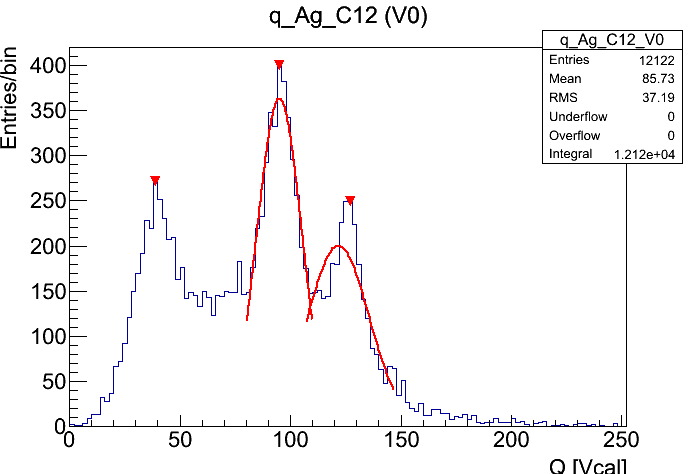 q_Ag_C12 (V0)
q_Ag_C12_V0
Entries 12122
Mean 85.73
RMS 37.19
Underflow 0
Overflow 0
Integral 1.212e+04
Entries/bin
400
350
300
250
200
150
100
50
0
0 50 100 150 200 250
Q [Vcal]